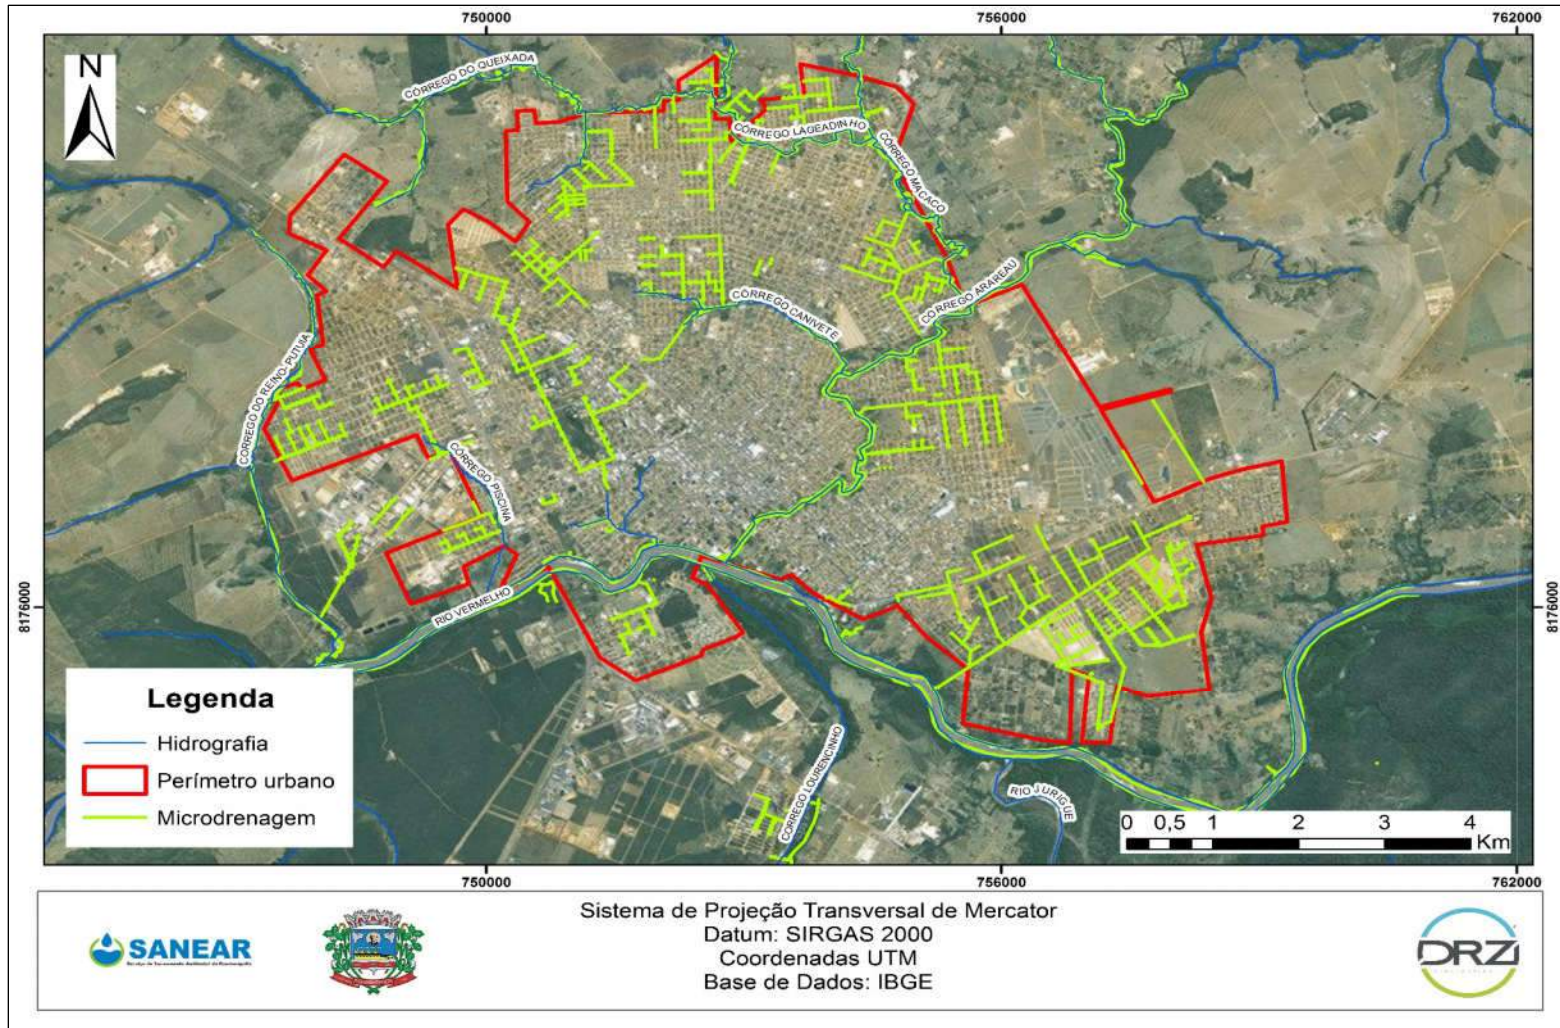 750000 756000 762000
N
CÓRREGO DO QUEIXADA
CÓRREGO LAGEADINHO
CÓRREGO MACACO
CORREGO ARAREAU
CÓRREGO CANIVETE
CORREGO DO REINO-PUTVIA
CÓRREGO PISCINA
RIO VERMELHO
8176000 8176000
CÓRREGO LOURENCINHO
RIO JURIGUE
Legenda
Hidrografia
Perímetro urbano
Microdrenagem
0 0,5 1 2 3 4
Km
750000 756000 762000
SANEAR
Sistema de Projeção Transversal de Mercator
Datum: SIRGAS 2000
Coordenadas UTM
Base de Dados: IBGE
DRZ